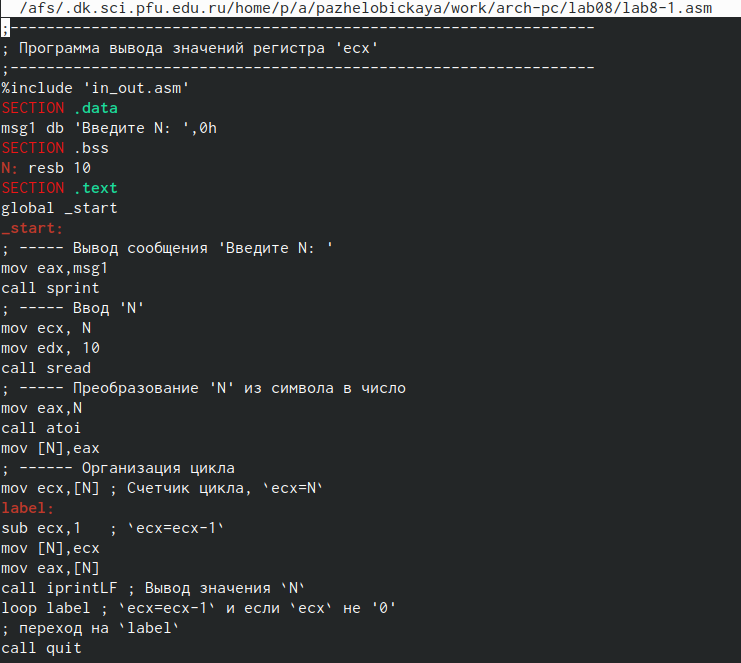 /afs/.dk.sci.pfu.edu.ru/home/p/a/pazhelobickaya/work/arch-pc/lab08/lab8-1.asm
;-----------------------------------------------------------------
; Программа вывода значений регистра 'ecx'
;-----------------------------------------------------------------
%include 'in_out.asm'
SECTION .data
msg1 db 'Введите N: ',0h
SECTION .bss
N: resb 10
SECTION .text
global _start
_start:
; ----- Вывод сообщения 'Введите N: '
mov eax,msg1
call sprint
; ----- Ввод 'N'
mov ecx, N
mov edx, 10
call sread
; ----- Преобразование 'N' из символа в число
mov eax,N
call atoi
mov [N],eax
; ------ Организация цикла
mov ecx,[N] ; Счетчик цикла, `ecx=N`
label:
sub ecx,1   ; `ecx=ecx-1`
mov [N],ecx
mov eax,[N]
call iprintLF ; Вывод значения `N`
loop label ; `ecx=ecx-1` и если `ecx` не '0'
; переход на `label`
call quit